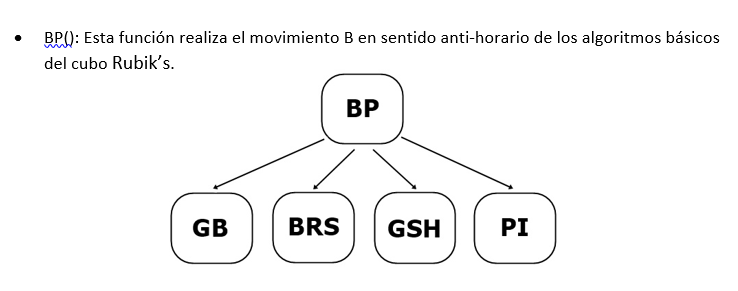 • BP(): Esta función realiza el movimiento B en sentido anti-horario de los algoritmos básicos
del cubo Rubik’s.
BP
GB BRS GSH PI